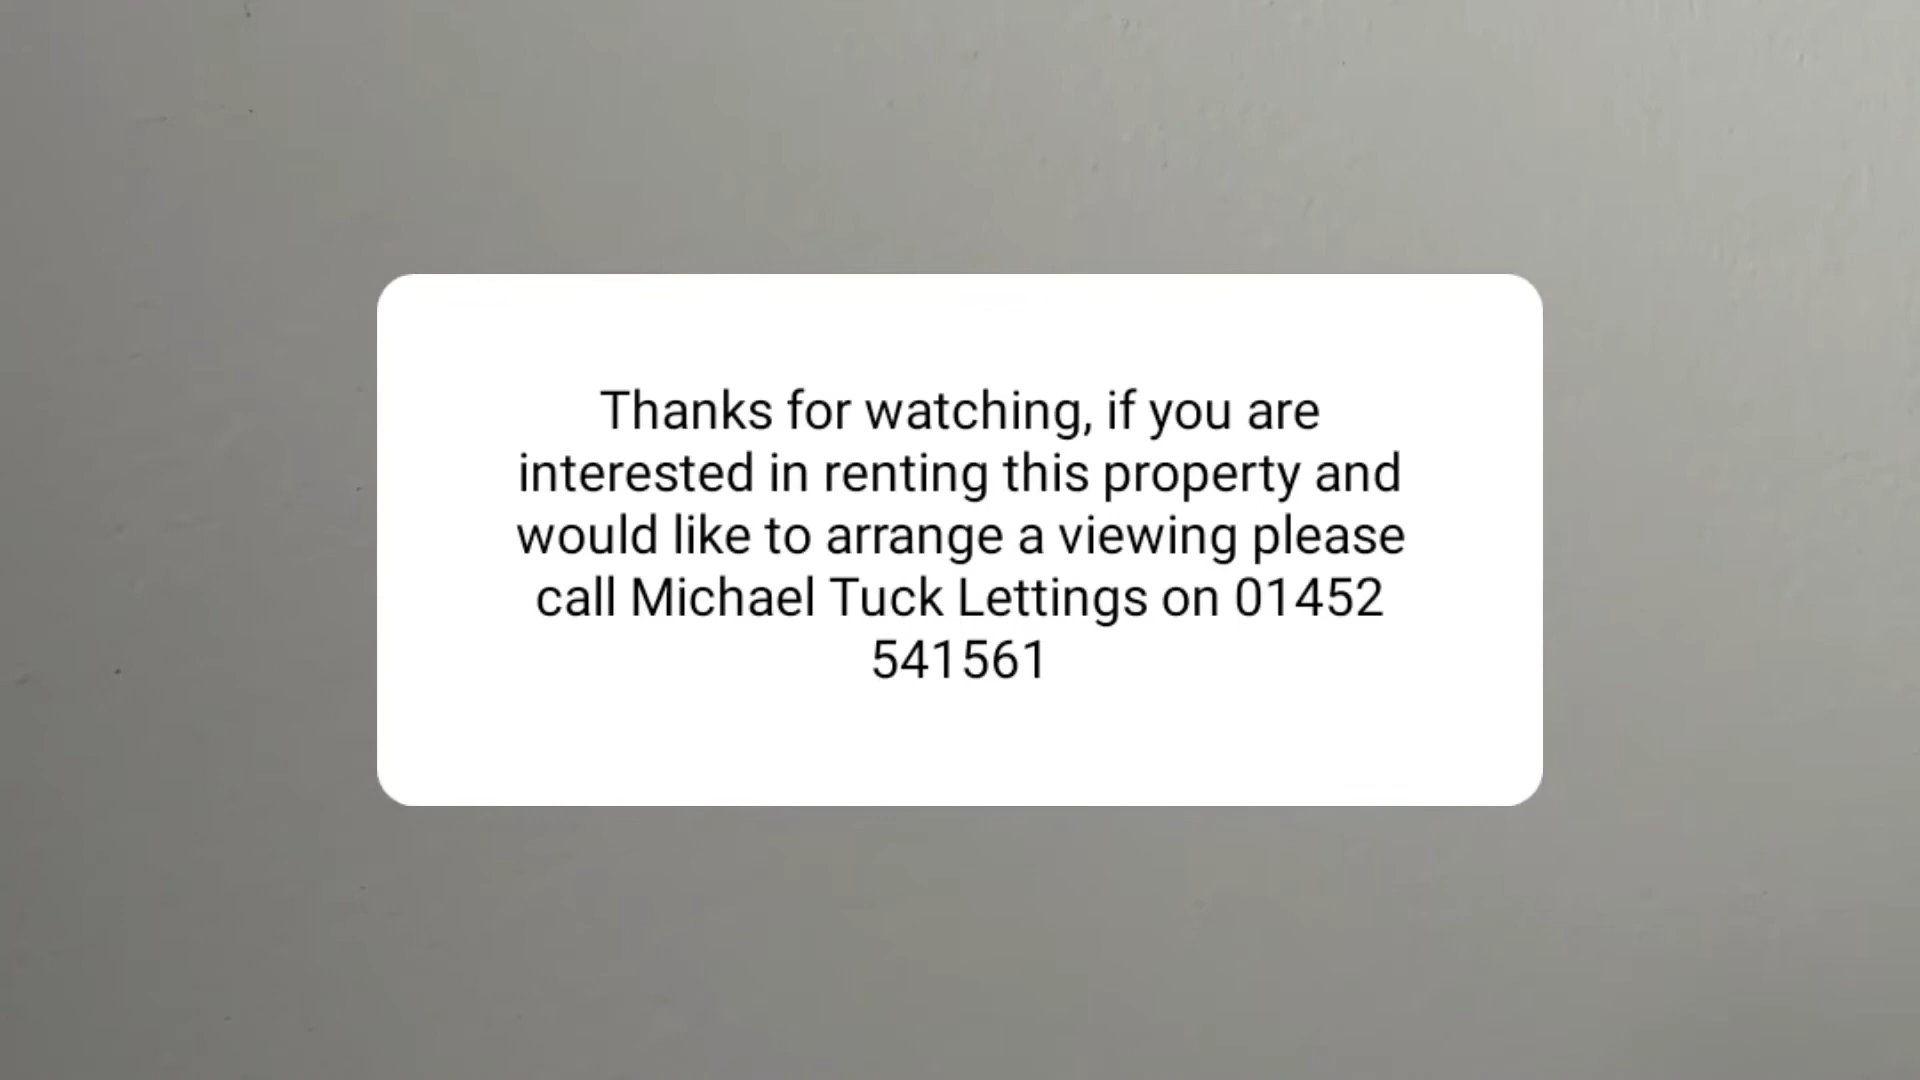 Thanks for watching, if you are
interested in renting this property and
would like to arrange a viewing please
call Michael Tuck Lettings on 01452
541561